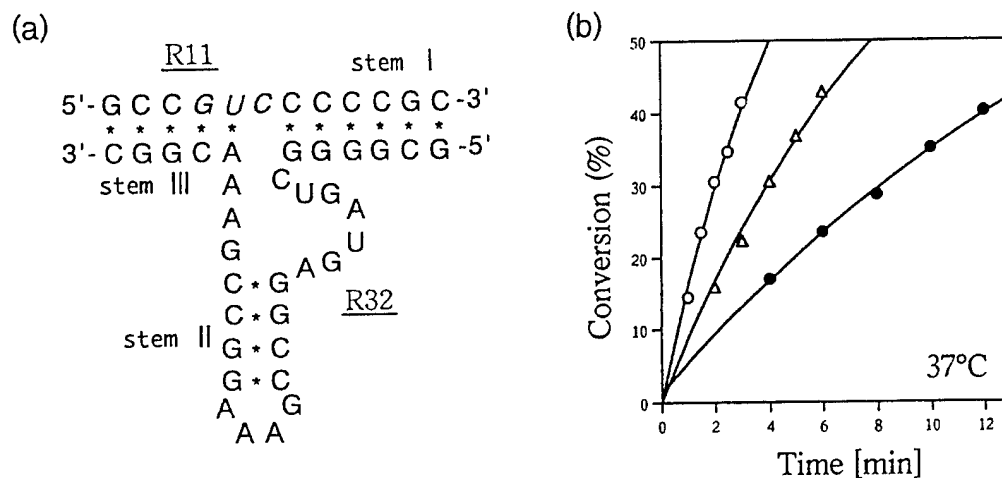 (a)
R11
stem I
5'- G C C G U C C C C C G C -3'
* * * * * * * * * * *
3'- C G G C A G G G G C G -5'
stem III
A C U G A U G A G
A
G
C * G
C * G
stem II
G * C
G * C
A A A A G
R32
(b)
Conversion (%)
50
40
30
20
10
0
0 2 4 6 8 10 12
37°C
Time [min]